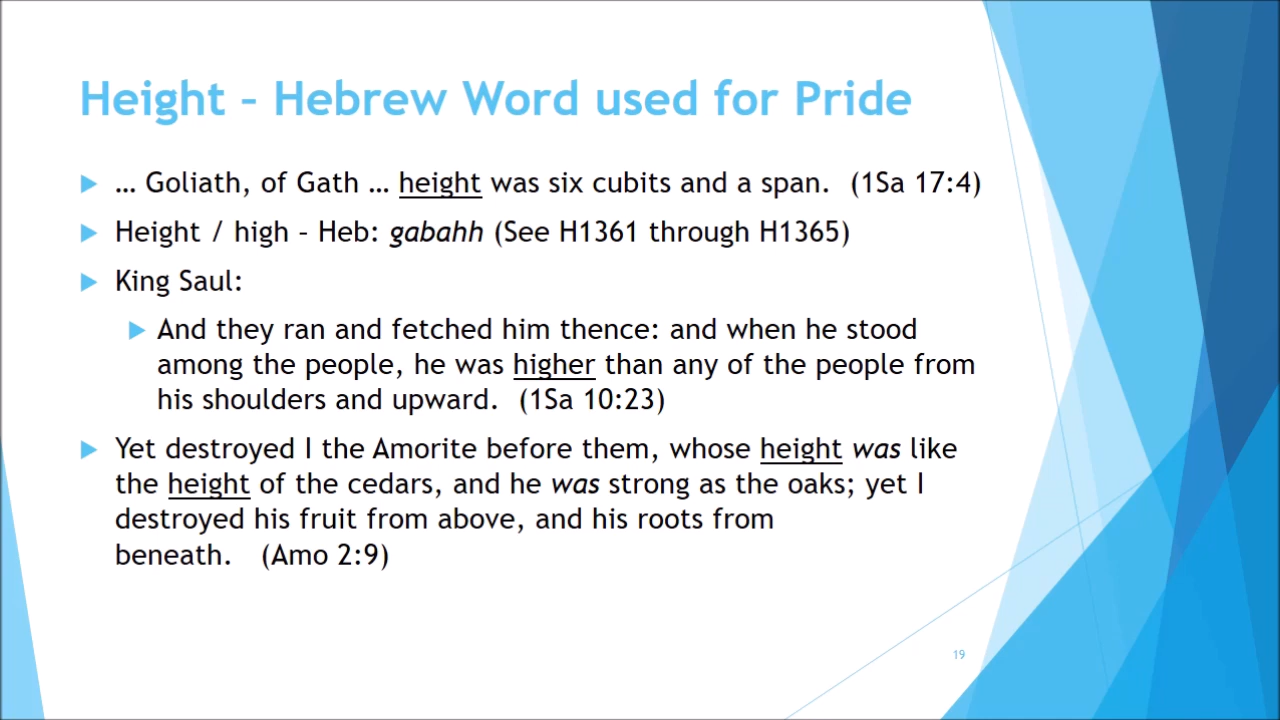 Height – Hebrew Word used for Pride
… Goliath, of Gath … height was six cubits and a span.  (1Sa 17:4)
Height / high – Heb: gabahh (See H1361 through H1365)
King Saul:
And they ran and fetched him thence: and when he stood
among the people, he was higher than any of the people from
his shoulders and upward.  (1Sa 10:23)
Yet destroyed I the Amorite before them, whose height was like
the height of the cedars, and he was strong as the oaks; yet I
destroyed his fruit from above, and his roots from
beneath.   (Amo 2:9)
19